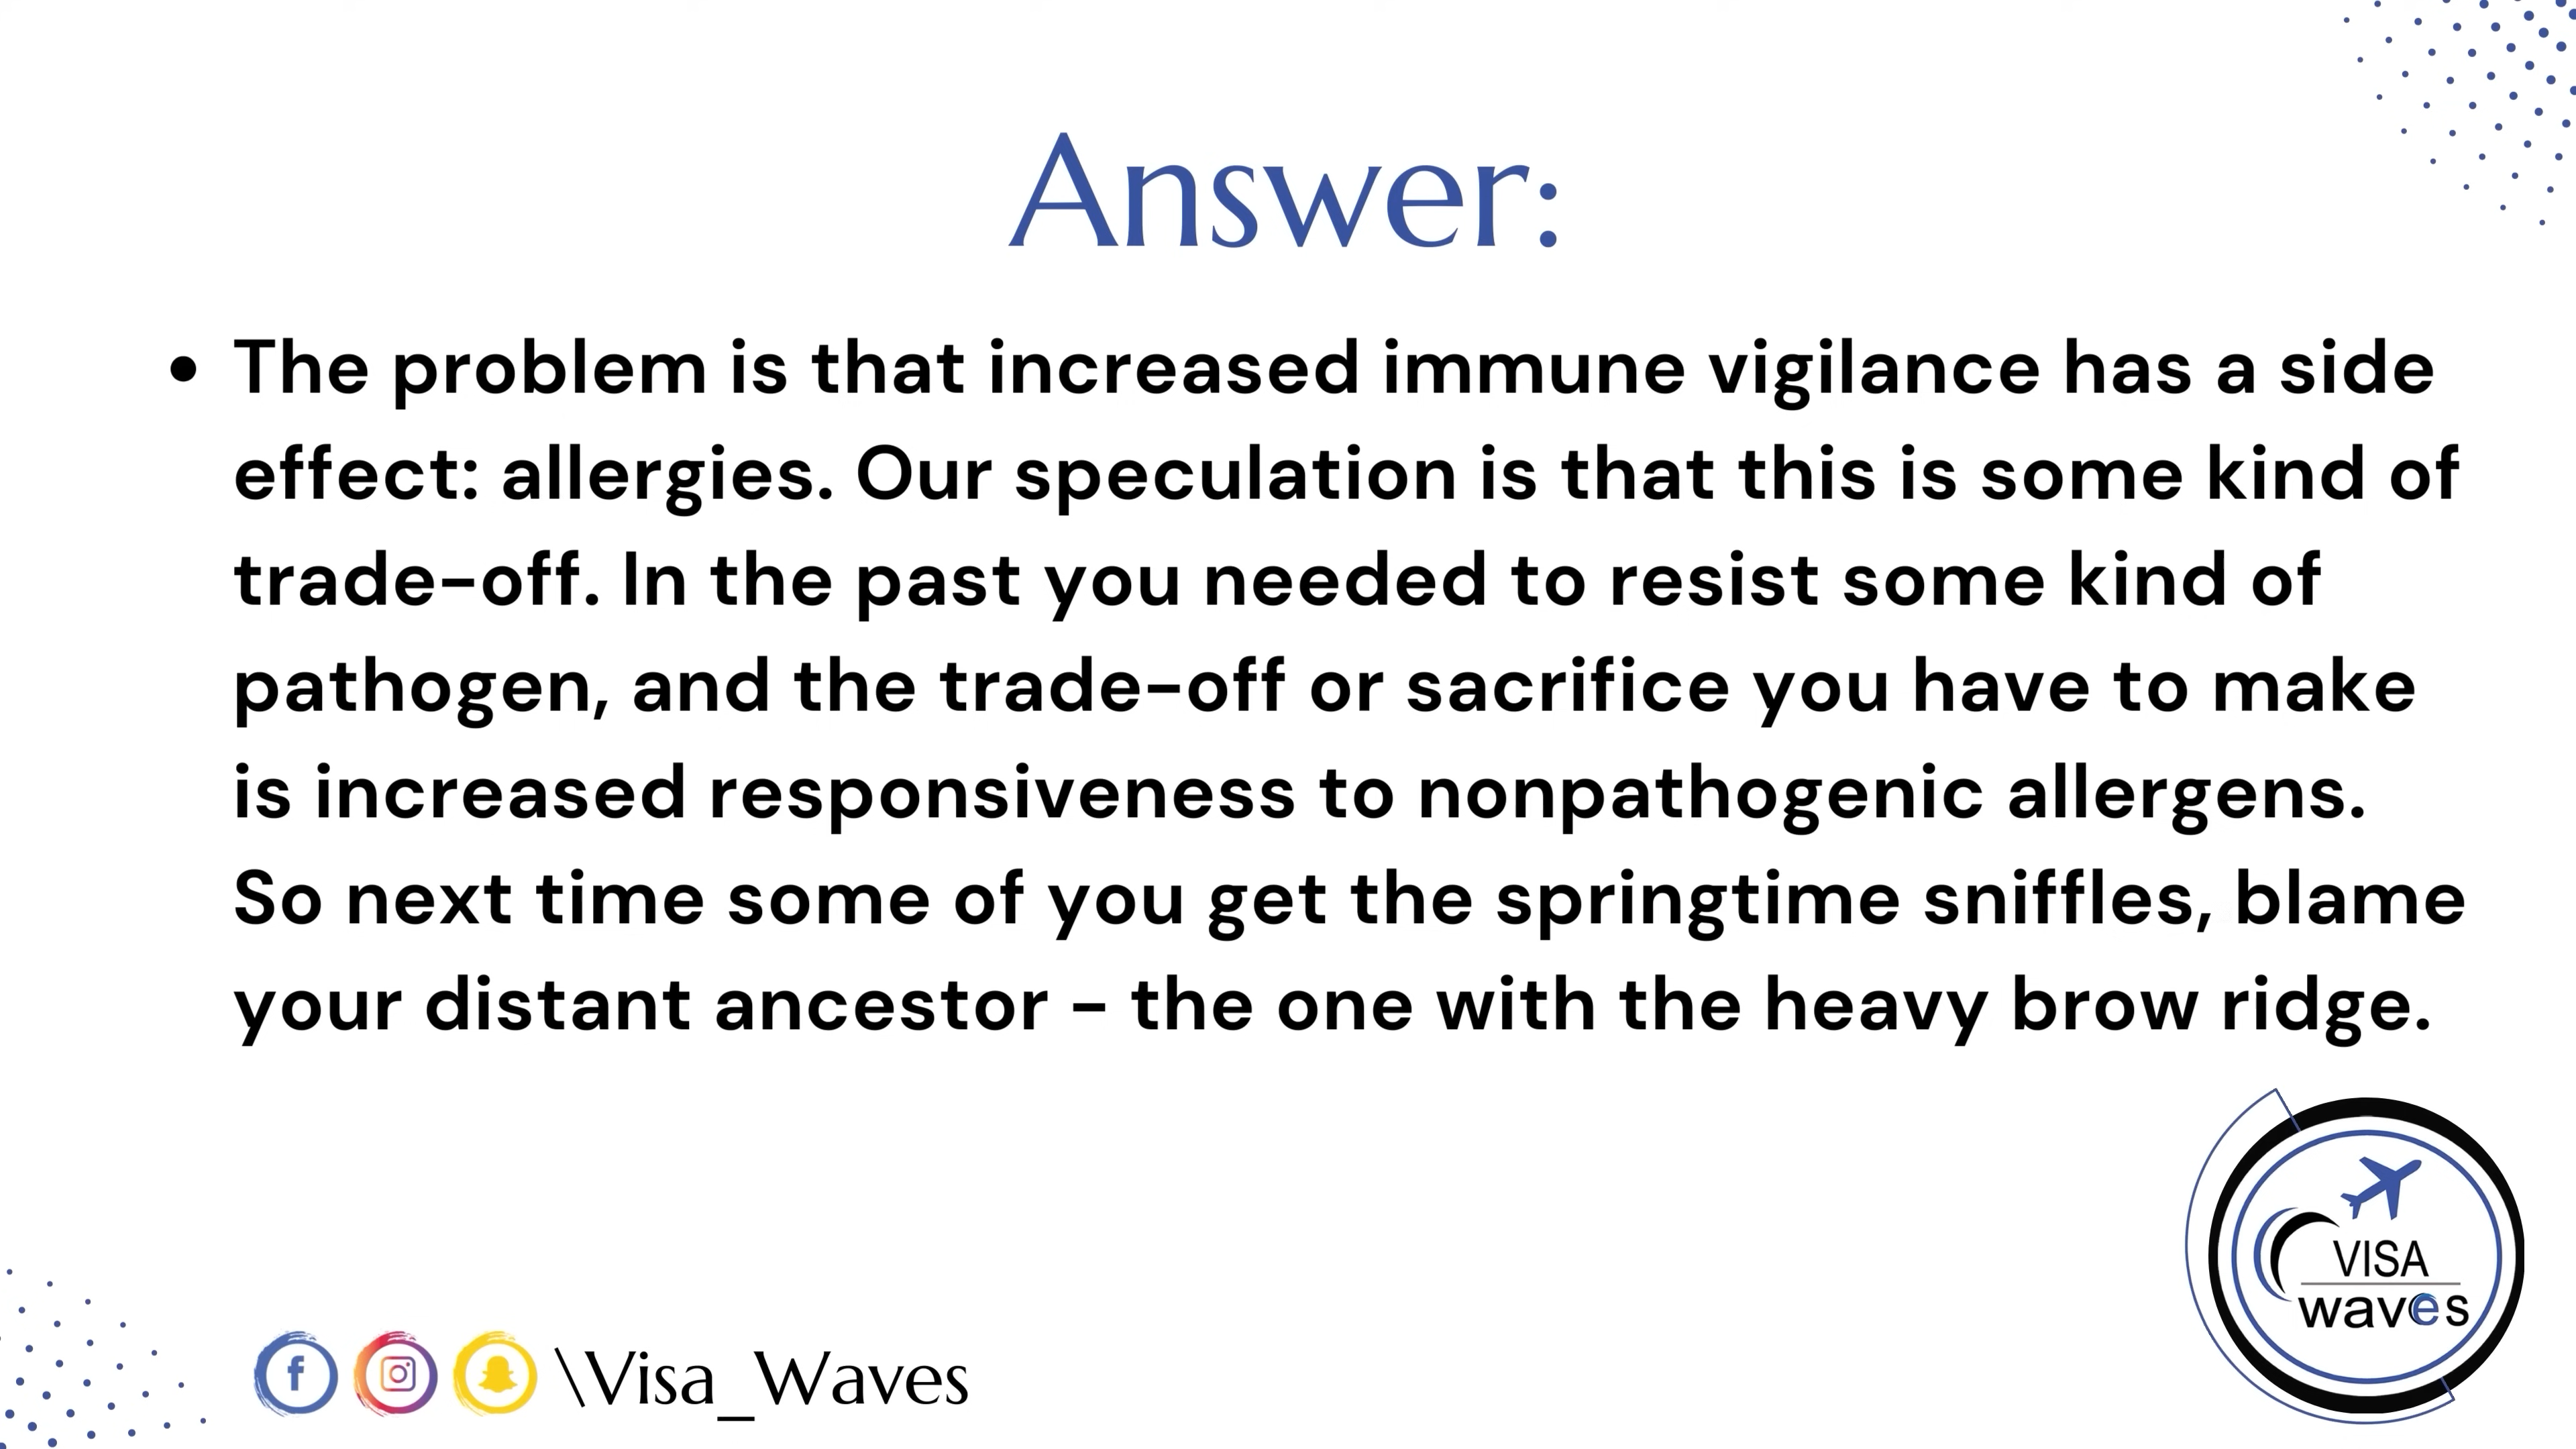 Answer:
• The problem is that increased immune vigilance has a side
effect: allergies. Our speculation is that this is some kind of
trade-off. In the past you needed to resist some kind of
pathogen, and the trade-off or sacrifice you have to make
is increased responsiveness to nonpathogenic allergens.
So next time some of you get the springtime sniffles, blame
your distant ancestor - the one with the heavy brow ridge.
VISA
waves
\Visa_Waves